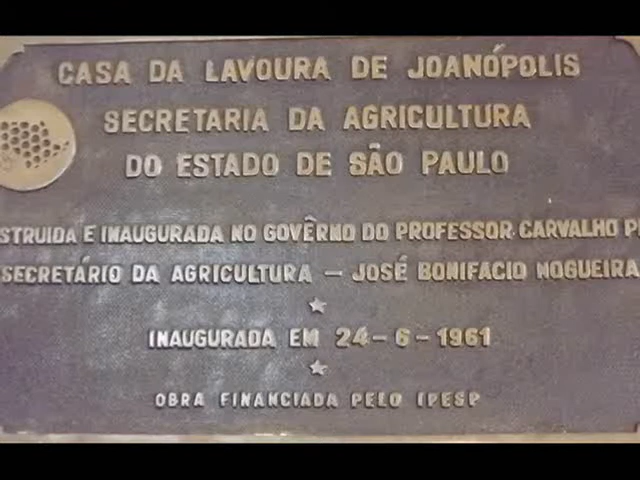 CASA DA LAVOURA DE JOANÓPOLIS
SECRETARIA DA AGRICULTURA
DO ESTADO DE SÃO PAULO
STRUIDA E INAUGURADA NO GOVÊRNO DO PROFESSOR CARVALHO P
SECRETÁRIO DA AGRICULTURA - JOSÉ BONIFACIO NOGUEIRA
INAUGURADA EM 24-6-1961
OBRA FINANCIADA PELO IPESP